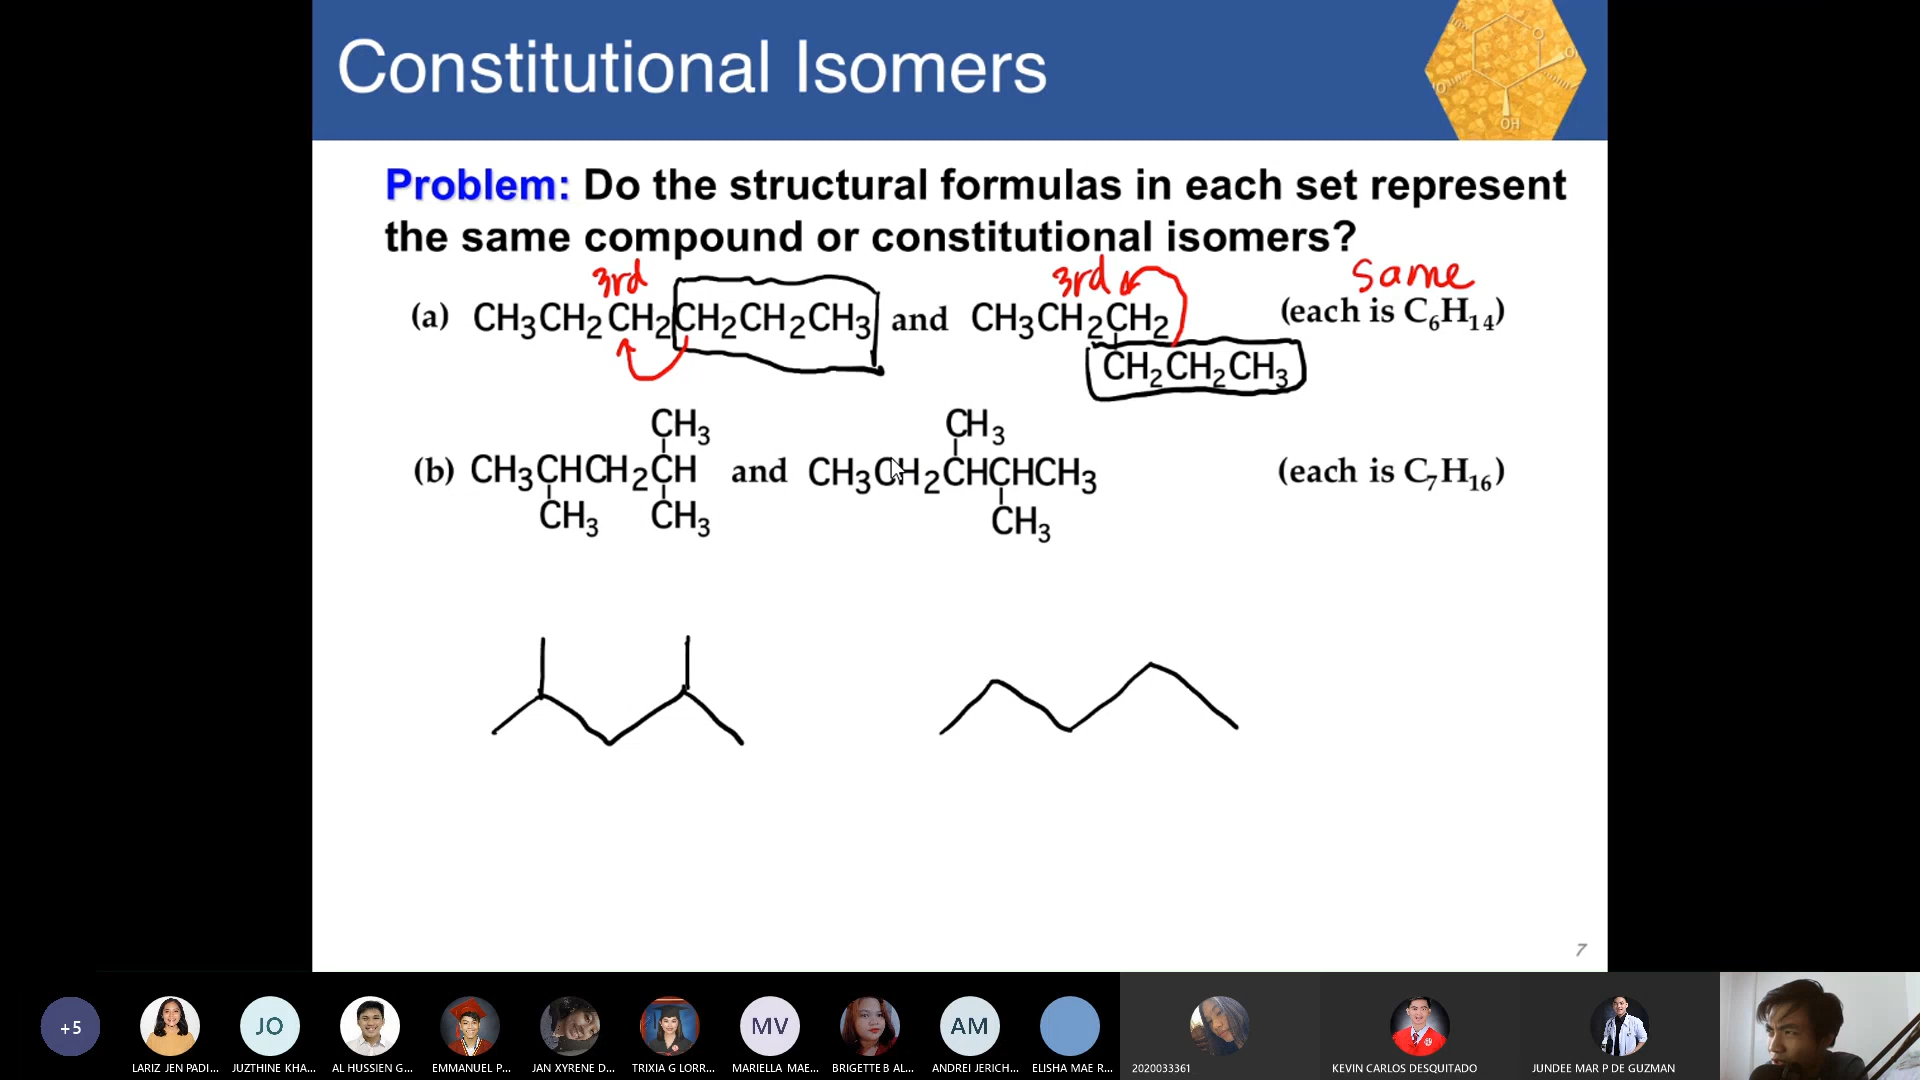 Constitutional Isomers
OH
Problem: Do the structural formulas in each set represent
the same compound or constitutional isomers?
3rd 3rd same
(a) CH3CH2CH2CH2CH2CH3 and CH3CH2CH2 (each is C6H14)
CH2CH2CH3
CH3 CH3
(b) CH3CHCH2CH and CH3CH2CHCHCH3 (each is C7H16)
CH3 CH3 CH3
7
+5 JO MV AM
LARIZ JEN PADI... JUZTHINE KHA... AL HUSSIEN G... EMMANUEL P... JAN XYRENE D... TRIXIA G LORR... MARIELLA MAE... BRIGETTE B AL... ANDREI JERICH... ELISHA MAE R... 2020033361 KEVIN CARLOS DESQUITADO JUNDEE MAR P DE GUZMAN